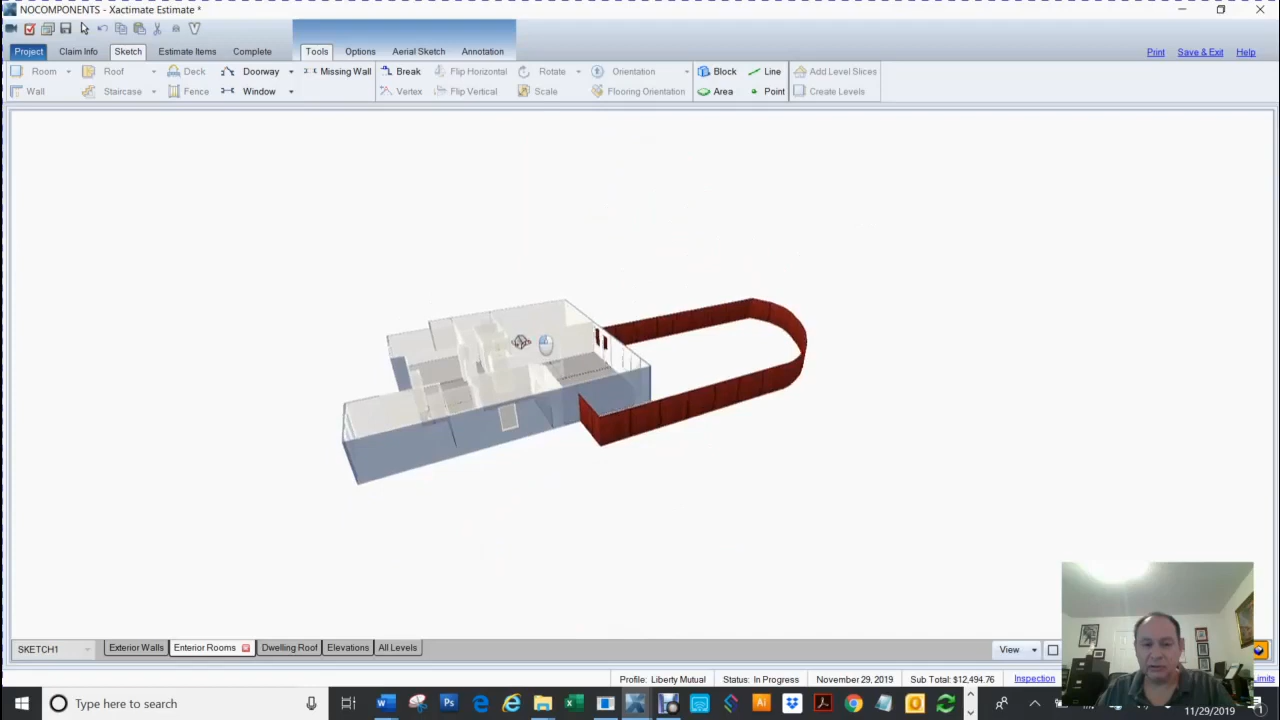 NOCOMPONENTS - Xactimate Estimate *
Project Claim Info Sketch Estimate Items Complete Tools Options Aerial Sketch Annotation Print Save & Exit Help
Room Roof Deck Doorway Missing Wall Break Flip Horizontal Rotate Orientation Block Line Add Level Slices
Wall Staircase Fence Window Vertex Flip Vertical Scale Flooring Orientation Area Point Create Levels
SKETCH1 Exterior Walls Enterior Rooms Dwelling Roof Elevations All Levels View
Profile: Liberty Mutual Status: In Progress November 29, 2019 Sub Total: $12,494.76 Inspection
Type here to search
11/29/2019